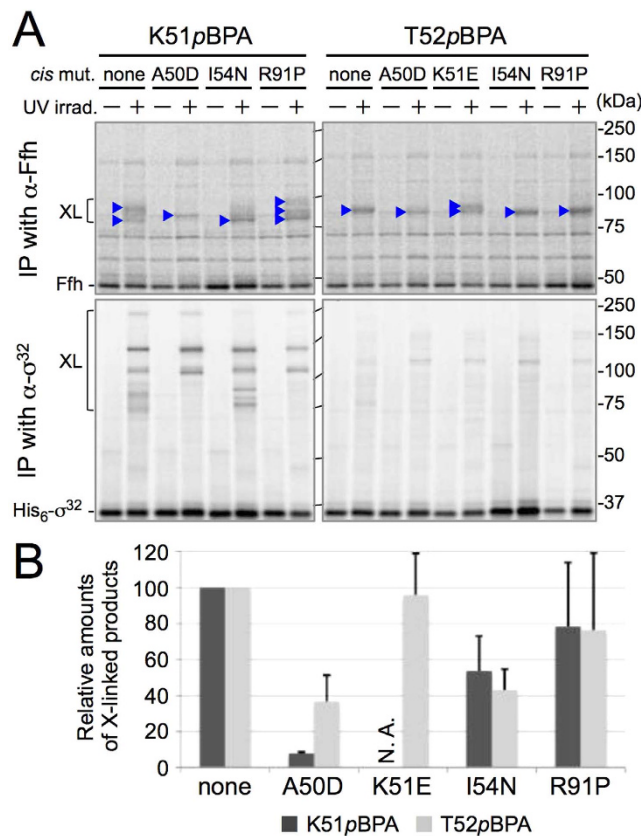 A
K51pBPA T52pBPA
cis mut. none A50D I54N R91P none A50D K51E I54N R91P
UV irrad. − + − + − + − + − + − + − + − + − + (kDa)
IP with α-Ffh
XL
Ffh -
-250
-150
-100
-75
-50
IP with α-σ32
XL
His6-σ32 -
-250
-150
-100
-75
-37
B
Relative amounts
of X-linked products
120
100
80
60
40
20
0
N. A.
none A50D K51E I54N R91P
K51pBPA T52pBPA